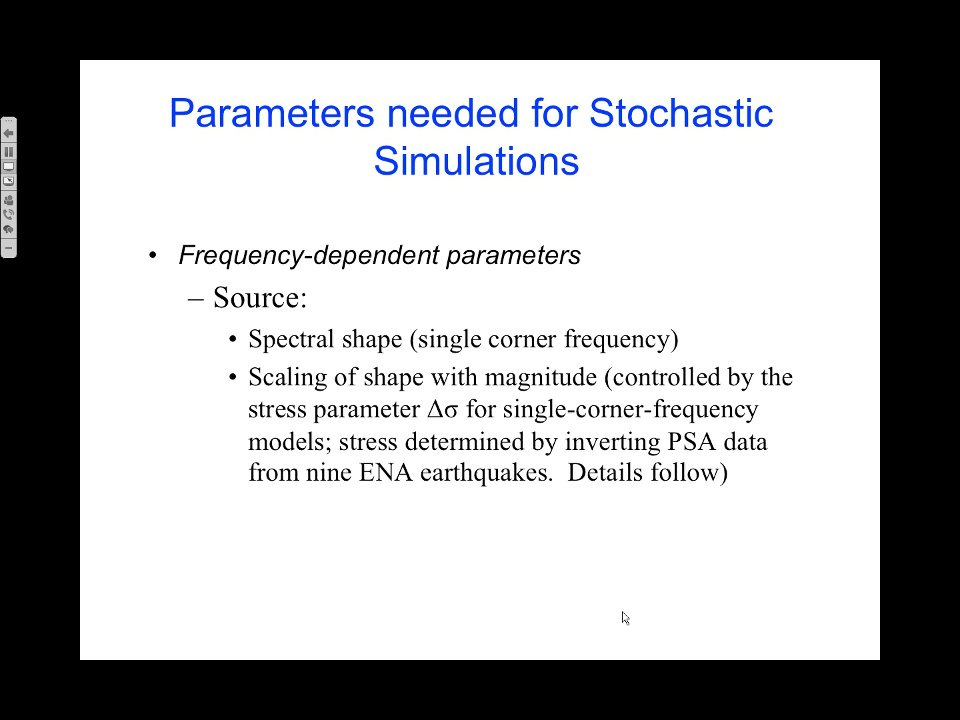 Parameters needed for Stochastic
Simulations
• Frequency-dependent parameters
– Source:
• Spectral shape (single corner frequency)
• Scaling of shape with magnitude (controlled by the
stress parameter Δσ for single-corner-frequency
models; stress determined by inverting PSA data
from nine ENA earthquakes.  Details follow)